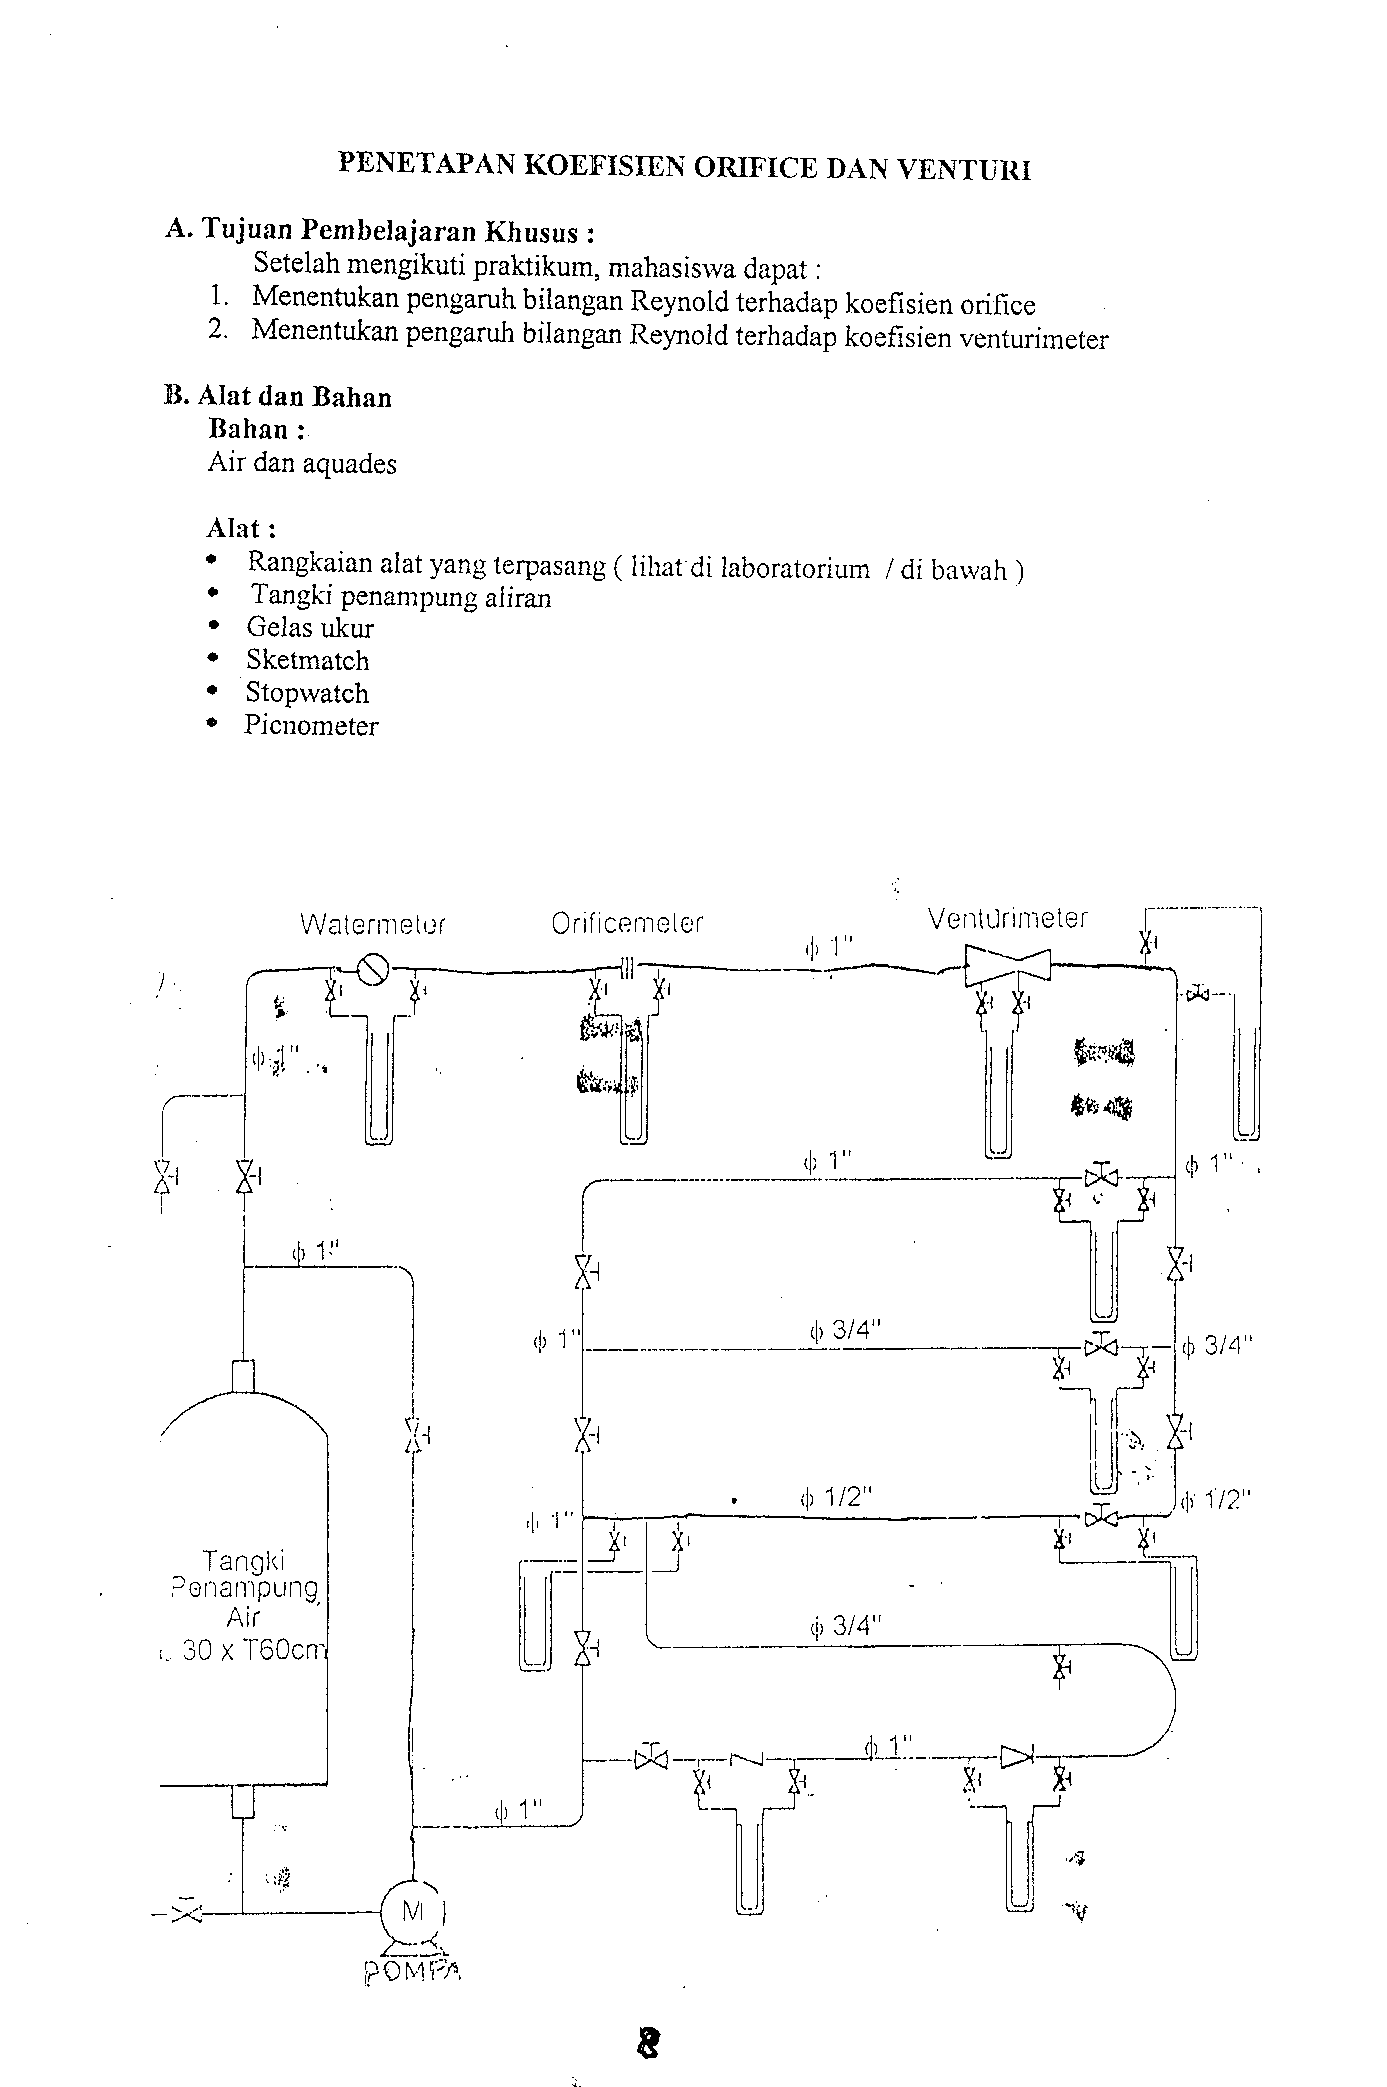 PENETAPAN KOEFISIEN ORIFICE DAN VENTURI
A. Tujuan Pembelajaran Khusus :
Setelah mengikuti praktikum, mahasiswa dapat :
1. Menentukan pengaruh bilangan Reynold terhadap koefisien orifice
2. Menentukan pengaruh bilangan Reynold terhadap koefisien venturimeter
B. Alat dan Bahan
Bahan :
Air dan aquades
Alat :
• Rangkaian alat yang terpasang ( lihat di laboratorium / di bawah )
• Tangki penampung aliran
• Gelas ukur
• Sketmatch
• Stopwatch
• Picnometer
Watermeter
Orificemeter
Venturimeter
ϕ 1"
ϕ 1"
ϕ 1"
ϕ 1"
ϕ 1"
ϕ 1"
ϕ 3/4"
ϕ 3/4"
ϕ 1/2"
ϕ 1/2"
ϕ 1"
Tangki
Penampung
Air
30 x T60cm
ϕ 3/4"
ϕ 1"
ϕ 1"
M
POMPA
8